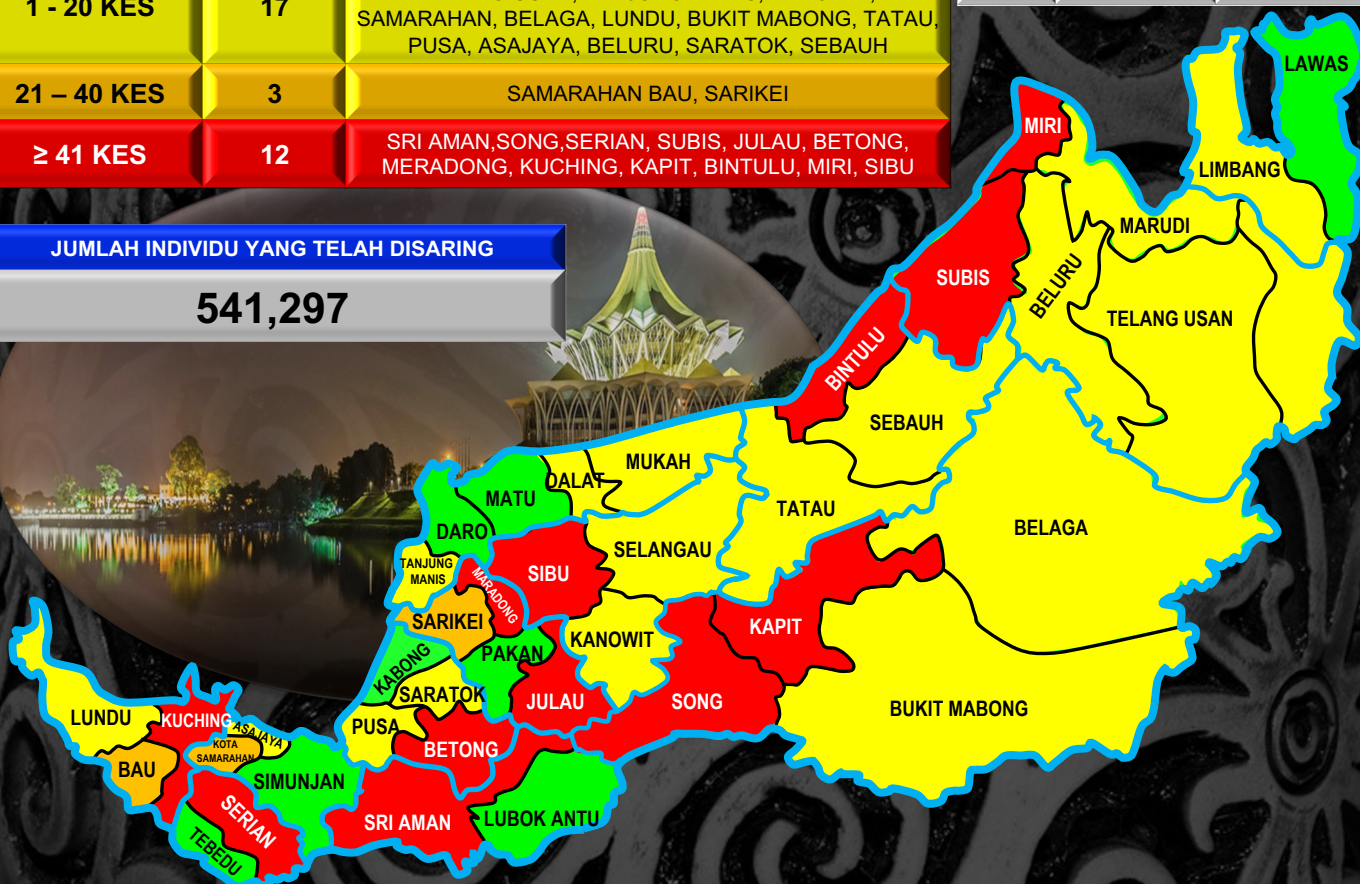 1 - 20 KES
17
SAMARAHAN, BELAGA, LUNDU, BUKIT MABONG, TATAU,
PUSA, ASAJAYA, BELURU, SARATOK, SEBAUH
21 – 40 KES
3
SAMARAHAN BAU, SARIKEI
≥ 41 KES
12
SRI AMAN,SONG,SERIAN, SUBIS, JULAU, BETONG,
MERADONG, KUCHING, KAPIT, BINTULU, MIRI, SIBU
JUMLAH INDIVIDU YANG TELAH DISARING
541,297
LAWAS
MIRI
LIMBANG
MARUDI
SUBIS
BELURU
TELANG USAN
BINTULU
SEBAUH
MUKAH
DALAT
MATU
TATAU
DARO
BELAGA
SELANGAU
TANJUNG
MANIS
SIBU
MARADONG
SARIKEI
KAPIT
KANOWIT
PAKAN
KABONG
SARATOK
JULAU
SONG
BUKIT MABONG
LUNDU
KUCHING
ASAJAYA
PUSA
KOTA
SAMARAHAN
BETONG
BAU
SIMUNJAN
SERIAN
SRI AMAN
LUBOK ANTU
TEBEDU